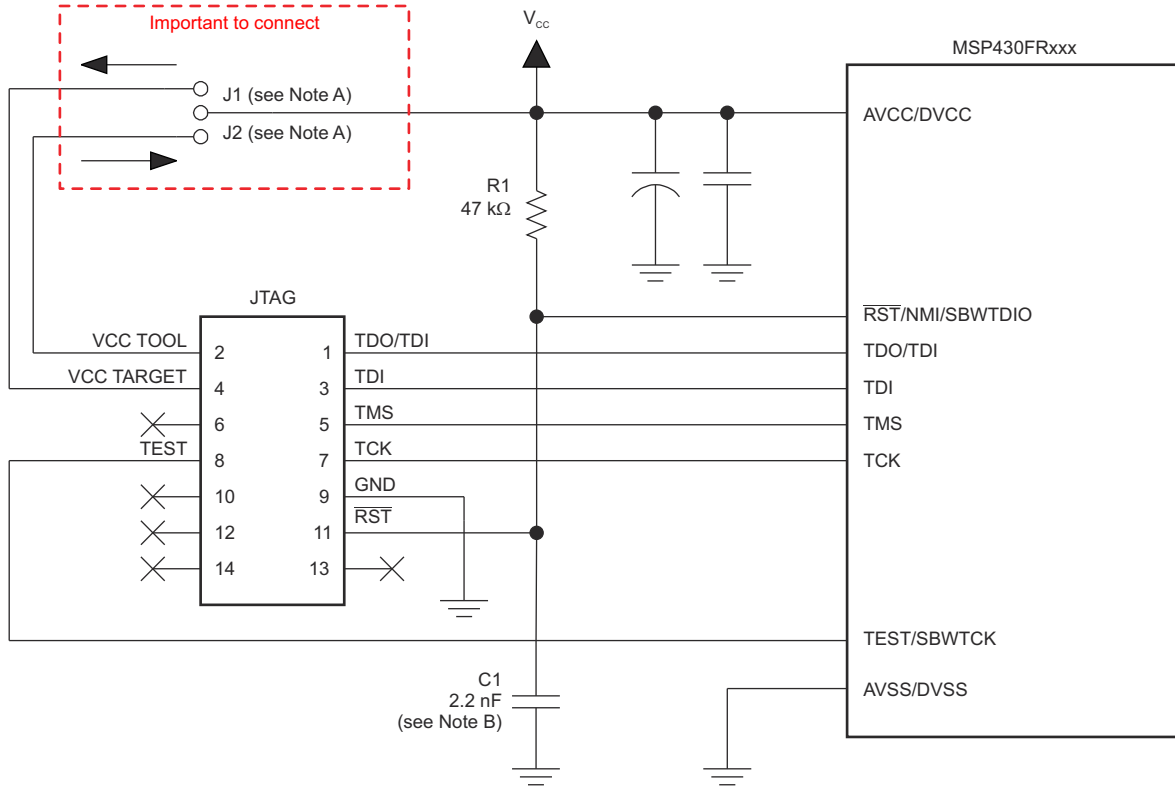 Important to connect
V_CC
MSP430FRxxx
J1 (see Note A)
J2 (see Note A)
AVCC/DVCC
R1
47 kΩ
JTAG
R̅S̅T̅/NMI/SBWTDIO
VCC TOOL
2
1
TDO/TDI
TDO/TDI
VCC TARGET
4
3
TDI
TDI
6
5
TMS
TMS
TEST
8
7
TCK
TCK
10
9
GND
12
11
R̅S̅T̅
14
13
TEST/SBWTCK
C1
2.2 nF
(see Note B)
AVSS/DVSS